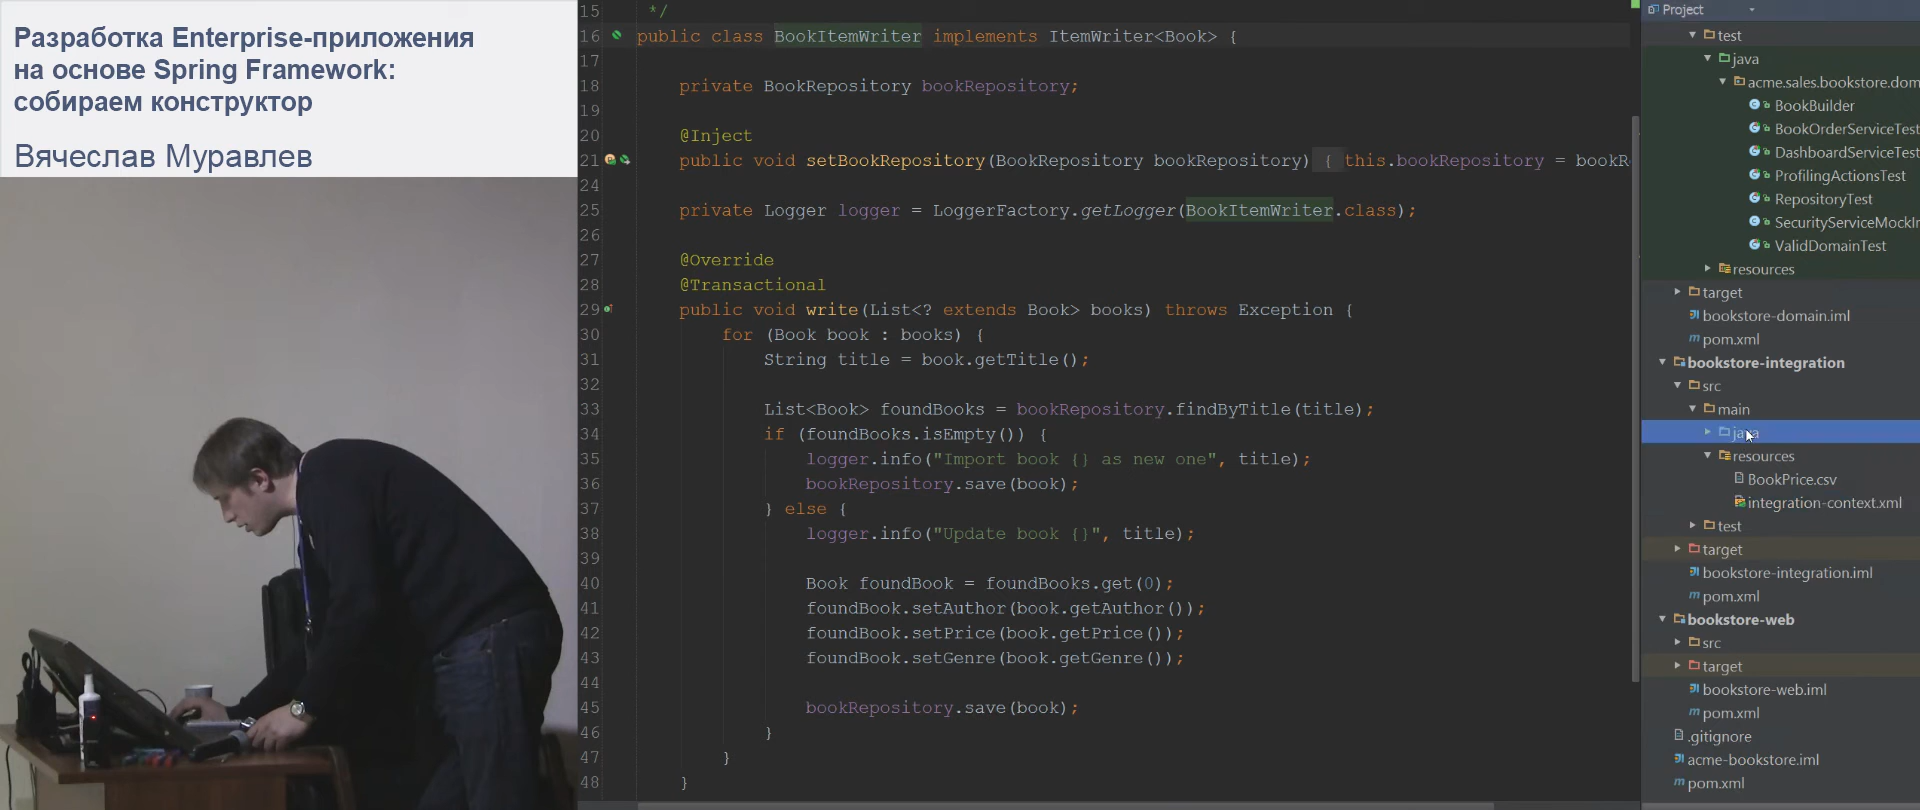 Разработка Enterprise-приложения
на основе Spring Framework:
собираем конструктор
Вячеслав Муравлев
15 */
16 public class BookItemWriter implements ItemWriter<Book> {
17
18 private BookRepository bookRepository;
19
20 @Inject
21 public void setBookRepository(BookRepository bookRepository) { this.bookRepository = bookR
24
25 private Logger logger = LoggerFactory.getLogger(BookItemWriter.class);
26
27 @Override
28 @Transactional
29 public void write(List<? extends Book> books) throws Exception {
30 for (Book book : books) {
31 String title = book.getTitle();
32
33 List<Book> foundBooks = bookRepository.findByTitle(title);
34 if (foundBooks.isEmpty()) {
35 logger.info("Import book {} as new one", title);
36 bookRepository.save(book);
37 } else {
38 logger.info("Update book {}", title);
39
40 Book foundBook = foundBooks.get(0);
41 foundBook.setAuthor(book.getAuthor());
42 foundBook.setPrice(book.getPrice());
43 foundBook.setGenre(book.getGenre());
44
45 bookRepository.save(book);
46 }
47 }
48 }
Project
test
java
acme.sales.bookstore.dom
BookBuilder
BookOrderServiceTest
DashboardServiceTest
ProfilingActionsTest
RepositoryTest
SecurityServiceMockIm
ValidDomainTest
resources
target
bookstore-domain.iml
pom.xml
bookstore-integration
src
main
java
resources
BookPrice.csv
integration-context.xml
test
target
bookstore-integration.iml
pom.xml
bookstore-web
src
target
bookstore-web.iml
pom.xml
.gitignore
acme-bookstore.iml
pom.xml